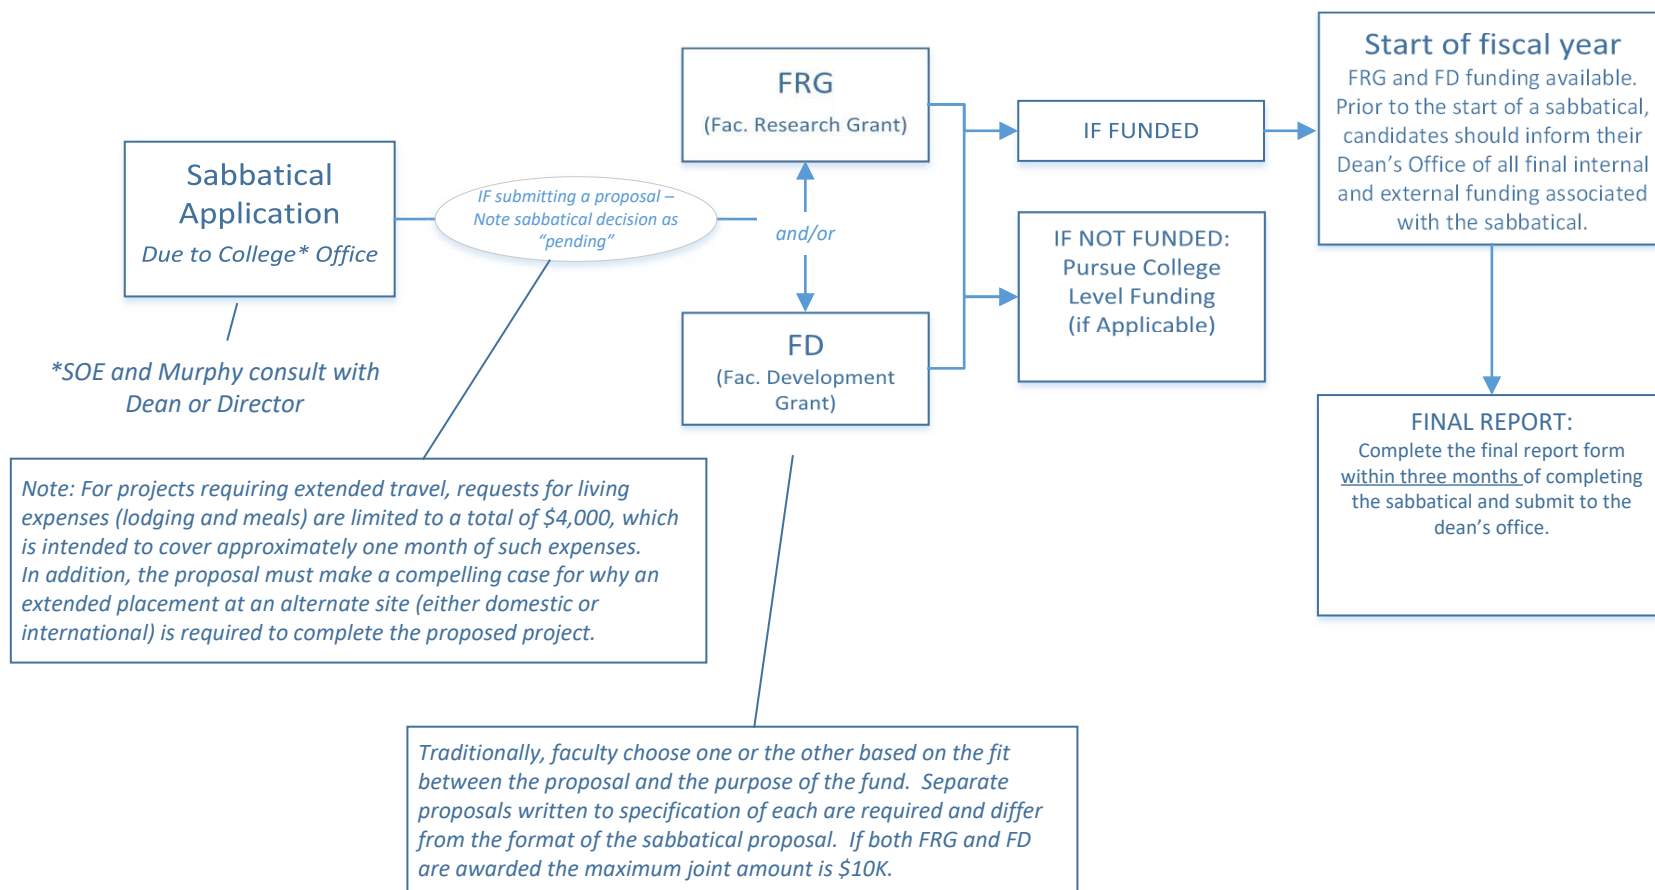 Sabbatical
Application
Due to College* Office
*SOE and Murphy consult with
Dean or Director
IF submitting a proposal –
Note sabbatical decision as
“pending”
Note: For projects requiring extended travel, requests for living
expenses (lodging and meals) are limited to a total of $4,000, which
is intended to cover approximately one month of such expenses.
In addition, the proposal must make a compelling case for why an
extended placement at an alternate site (either domestic or
international) is required to complete the proposed project.
FRG
(Fac. Research Grant)
and/or
FD
(Fac. Development
Grant)
Traditionally, faculty choose one or the other based on the fit
between the proposal and the purpose of the fund.  Separate
proposals written to specification of each are required and differ
from the format of the sabbatical proposal.  If both FRG and FD
are awarded the maximum joint amount is $10K.
IF FUNDED
IF NOT FUNDED:
Pursue College
Level Funding
(if Applicable)
Start of fiscal year
FRG and FD funding available.
Prior to the start of a sabbatical,
candidates should inform their
Dean’s Office of all final internal
and external funding associated
with the sabbatical.
FINAL REPORT:
Complete the final report form
within three months of completing
the sabbatical and submit to the
dean’s office.